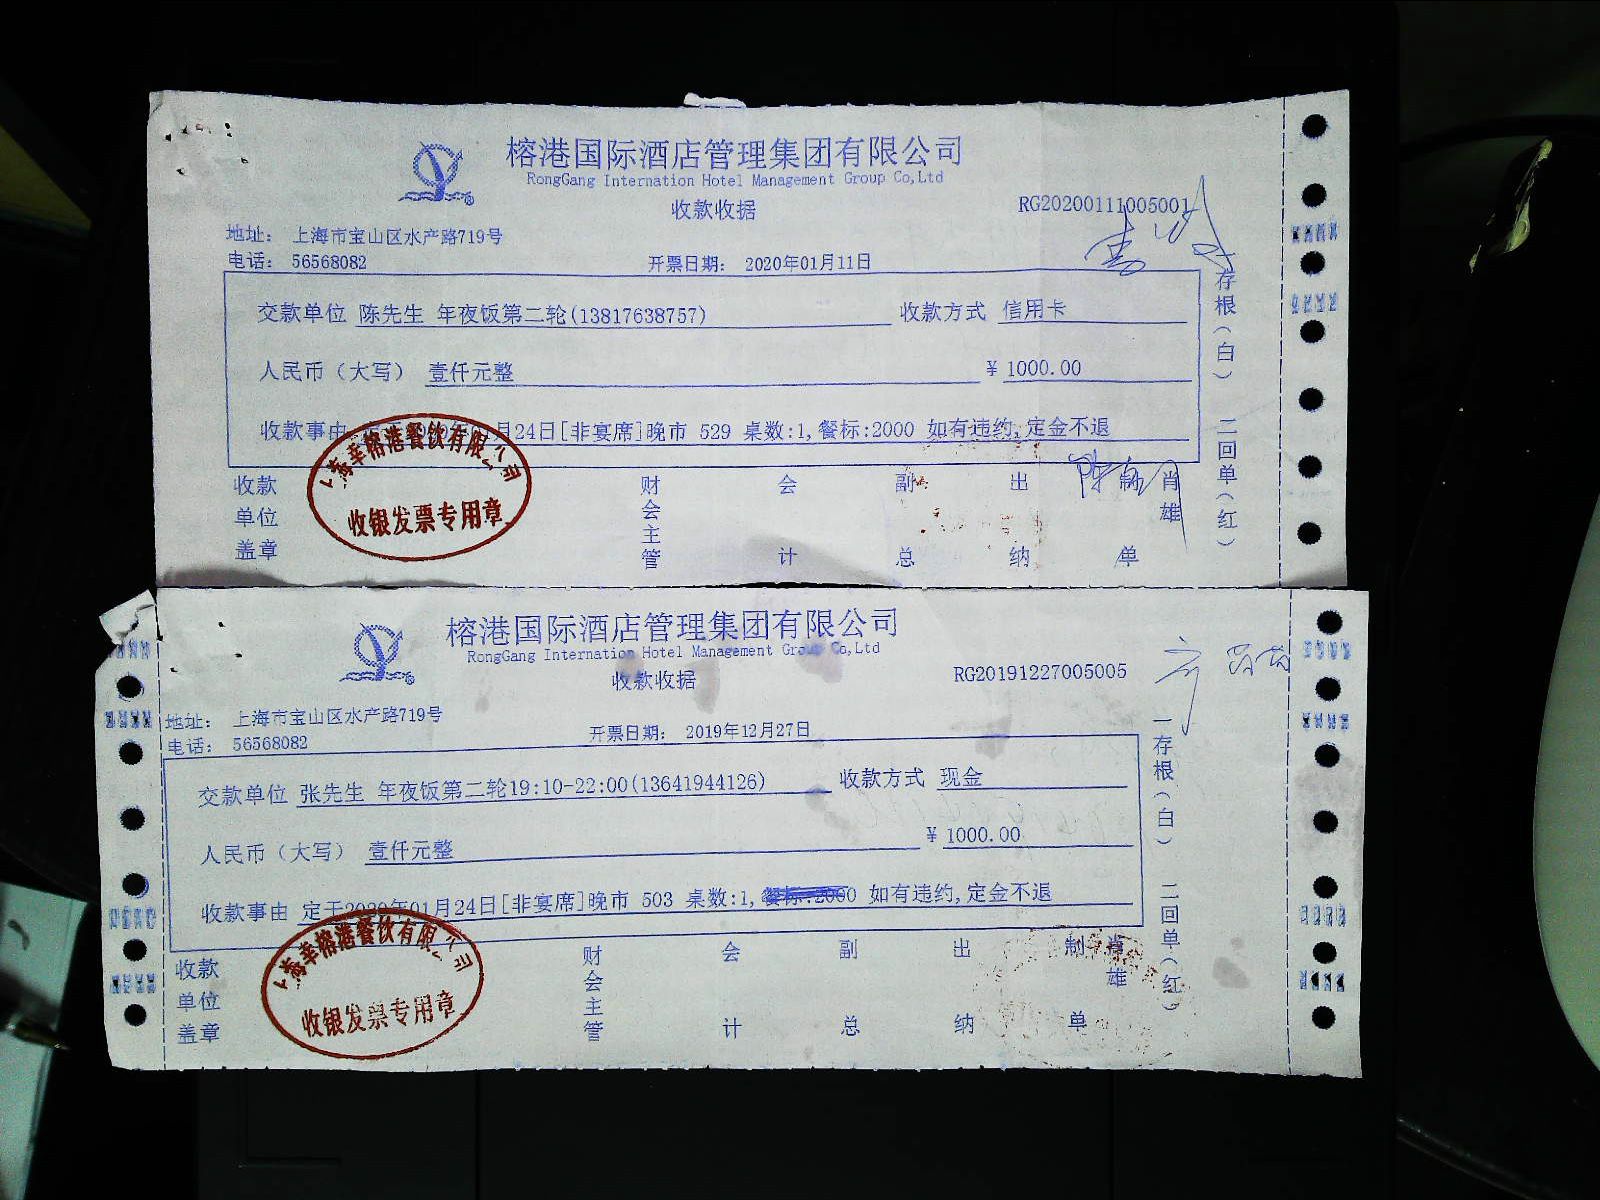 榕港国际酒店管理集团有限公司
RongGang Internation Hotel Management Group Co,Ltd
收款收据
RG20200111005001
地址: 上海市宝山区水产路719号
电话: 56568082
开票日期: 2020年01月11日
交款单位 陈先生 年夜饭第二轮(13817638757)
收款方式 信用卡
人民币(大写) 壹仟元整
¥ 1000.00
收款事由 月24日[非宴席]晚市 529 桌数:1,餐标:2000 如有违约,定金不退
上海幸榕港餐饮有限公司
收银发票专用章
收款单位盖章
财会主管
会计
副总
出纳
单
肖雄
一存根(白) 二回单(红)
榕港国际酒店管理集团有限公司
RongGang Internation Hotel Management Group Co,Ltd
收款收据
RG20191227005005
地址: 上海市宝山区水产路719号
电话: 56568082
开票日期: 2019年12月27日
交款单位 张先生 年夜饭第二轮19:10-22:00(13641944126)
收款方式 现金
人民币(大写) 壹仟元整
¥ 1000.00
收款事由 定于2020年01月24日[非宴席]晚市 503 桌数:1,餐标:2000 如有违约,定金不退
上海幸榕港餐饮有限公司
收银发票专用章
收款单位盖章
财会主管
会计
副总
出纳
制单
肖雄
一存根(白) 二回单(红)